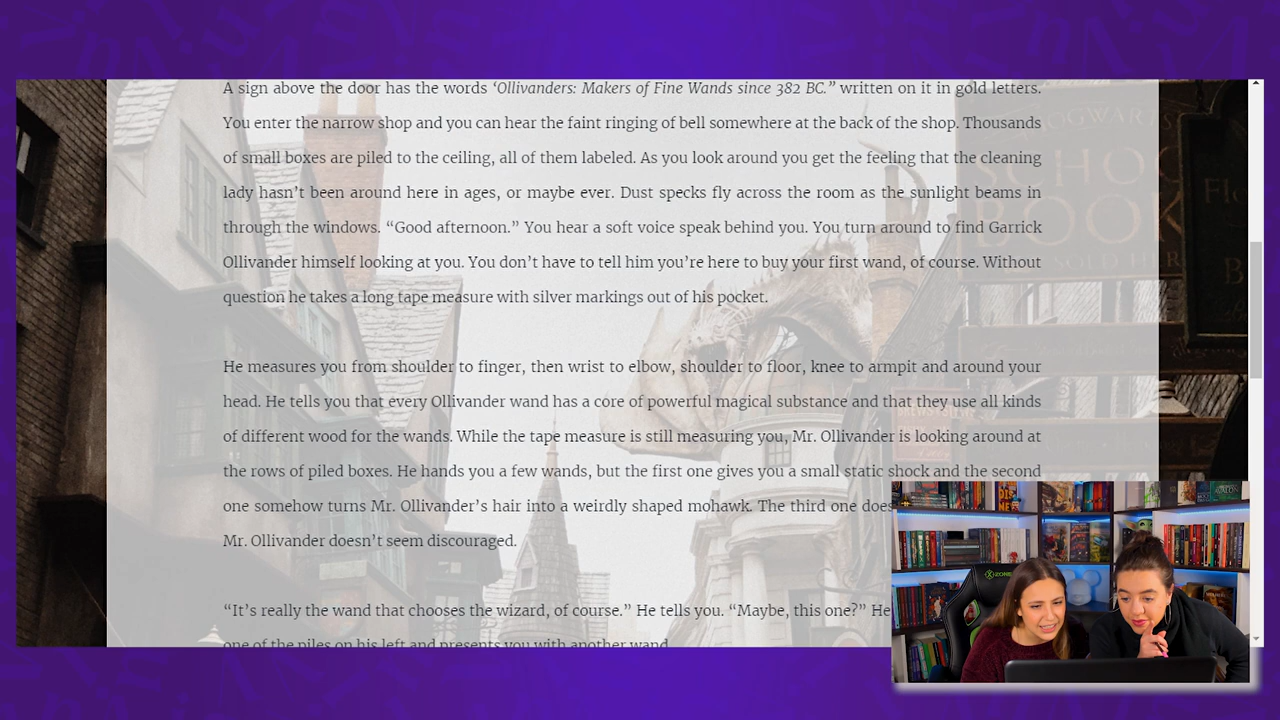 A sign above the door has the words ‘Ollivanders: Makers of Fine Wands since 382 BC.” written on it in gold letters.
You enter the narrow shop and you can hear the faint ringing of bell somewhere at the back of the shop. Thousands
of small boxes are piled to the ceiling, all of them labeled. As you look around you get the feeling that the cleaning
lady hasn’t been around here in ages, or maybe ever. Dust specks fly across the room as the sunlight beams in
through the windows. “Good afternoon.” You hear a soft voice speak behind you. You turn around to find Garrick
Ollivander himself looking at you. You don’t have to tell him you’re here to buy your first wand, of course. Without
question he takes a long tape measure with silver markings out of his pocket.
He measures you from shoulder to finger, then wrist to elbow, shoulder to floor, knee to armpit and around your
head. He tells you that every Ollivander wand has a core of powerful magical substance and that they use all kinds
of different wood for the wands. While the tape measure is still measuring you, Mr. Ollivander is looking around at
the rows of piled boxes. He hands you a few wands, but the first one gives you a small static shock and the second
one somehow turns Mr. Ollivander’s hair into a weirdly shaped mohawk. The third one does
Mr. Ollivander doesn’t seem discouraged.
“It’s really the wand that chooses the wizard, of course.” He tells you. “Maybe, this one?” He
one of the piles on his left and presents you with another wand.